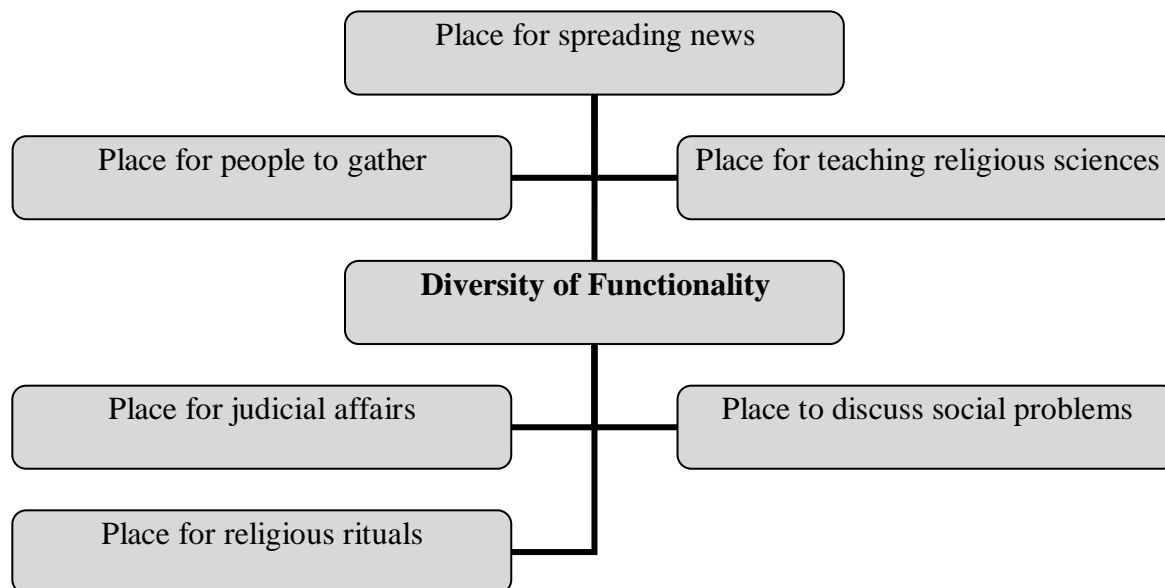 Place for spreading news
Place for people to gather
Place for teaching religious sciences
Diversity of Functionality
Place for judicial affairs
Place to discuss social problems
Place for religious rituals